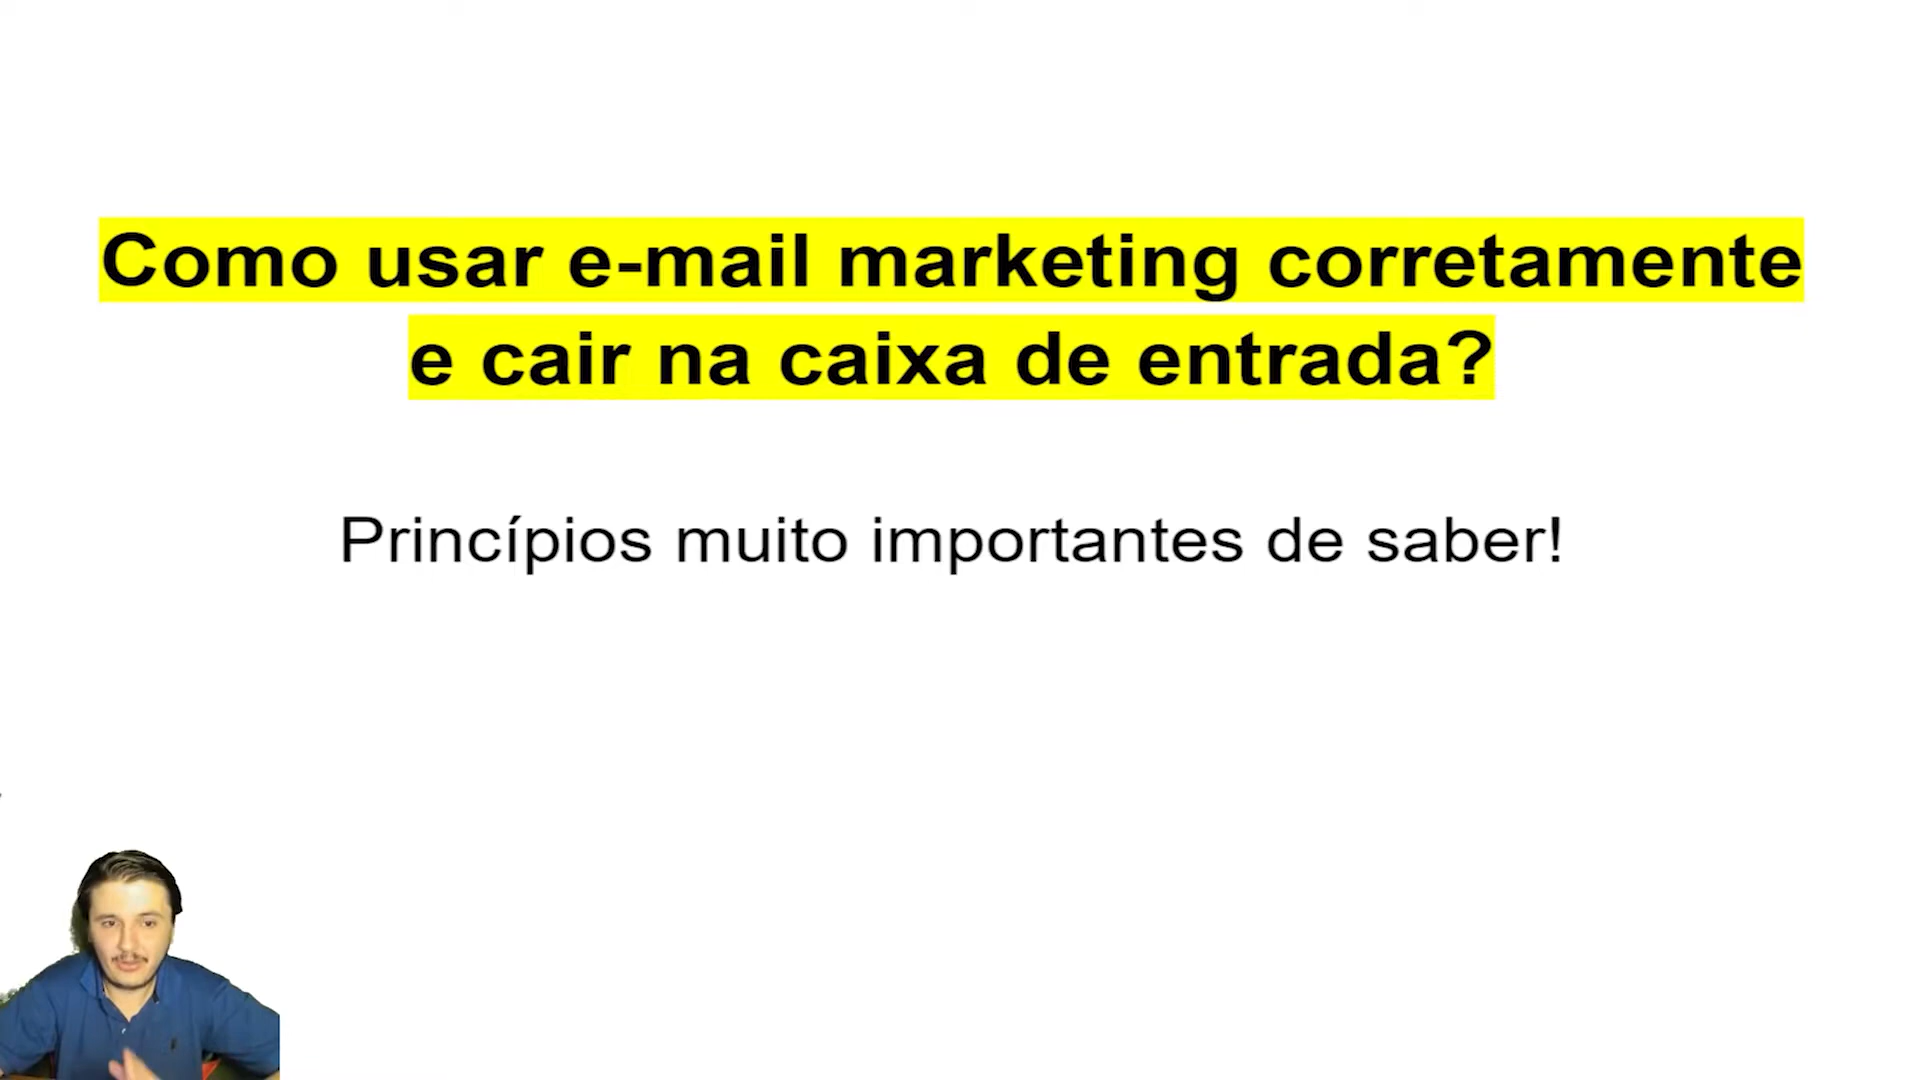 Como usar e-mail marketing corretamente
e cair na caixa de entrada?
Princípios muito importantes de saber!